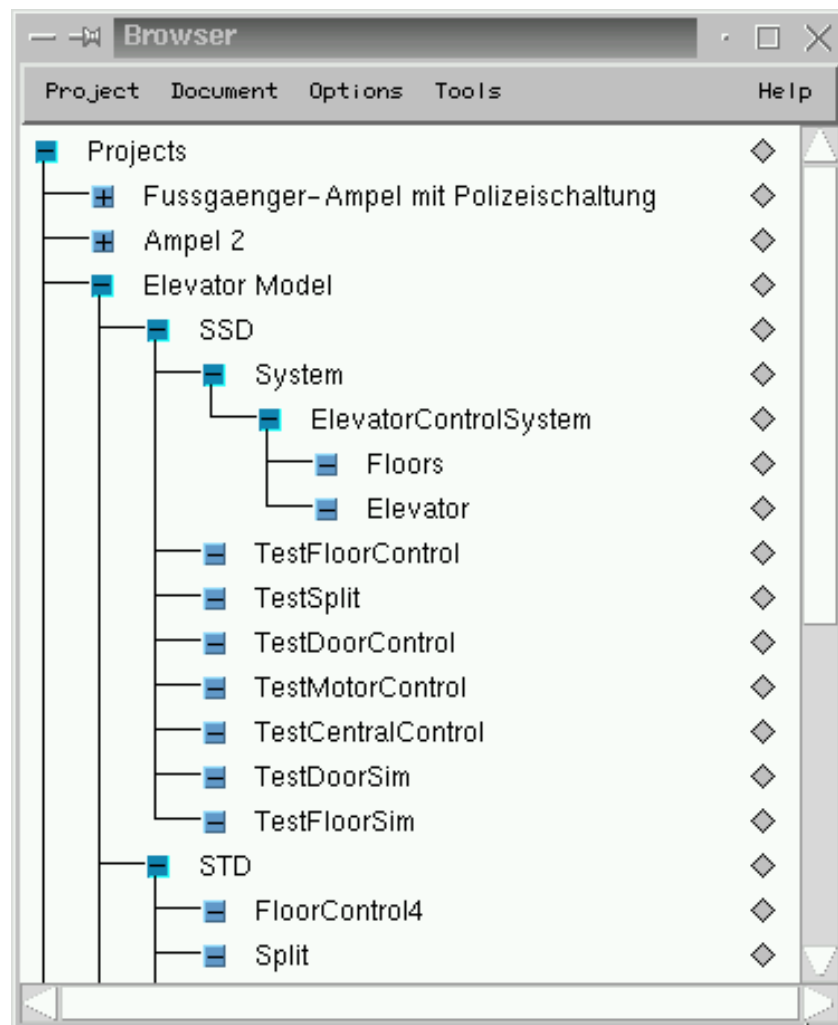 Browser
Project Document Options Tools Help
Projects
Fussgaenger-Ampel mit Polizeischaltung
Ampel 2
Elevator Model
SSD
System
ElevatorControlSystem
Floors
Elevator
TestFloorControl
TestSplit
TestDoorControl
TestMotorControl
TestCentralControl
TestDoorSim
TestFloorSim
STD
FloorControl4
Split